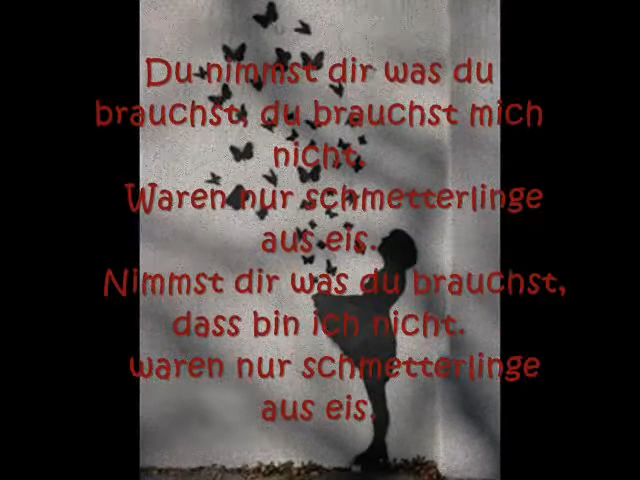 Du nimmst dir was du
brauchst, du brauchst mich
nicht.
Waren nur schmetterlinge
aus eis.
Nimmst dir was du brauchst,
dass bin ich nicht.
waren nur schmetterlinge
aus eis.